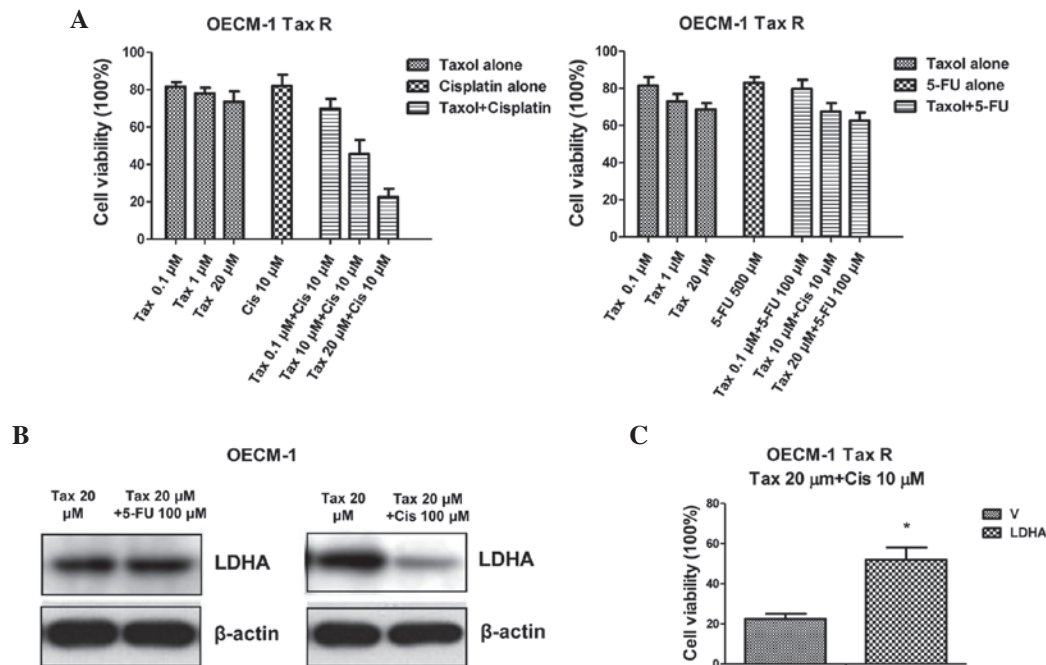 A
OECM-1 Tax R
Cell viability (100%)
100
80
60
40
20
0
Taxol alone
Cisplatin alone
Taxol+Cisplatin
Tax 0.1 µM
Tax 1 µM
Tax 20 µM
Cis 10 µM
Tax 0.1 µM+Cis 10 µM
Tax 10 µM+Cis 10 µM
Tax 20 µM+Cis 10 µM
OECM-1 Tax R
Cell viability (100%)
100
80
60
40
20
0
Taxol alone
5-FU alone
Taxol+5-FU
Tax 0.1 µM
Tax 1 µM
Tax 20 µM
5-FU 500 µM
Tax 0.1 µM+5-FU 100 µM
Tax 10 µM+Cis 10 µM
Tax 20 µM+5-FU 100 µM
B
OECM-1
Tax 20
µM
Tax 20 µM
+5-FU 100 µM
LDHA
β-actin
Tax 20
µM
Tax 20 µM
+Cis 100 µM
LDHA
β-actin
C
OECM-1 Tax R
Tax 20 µm+Cis 10 µM
Cell viability (100%)
80
60
40
20
0
*
V
LDHA